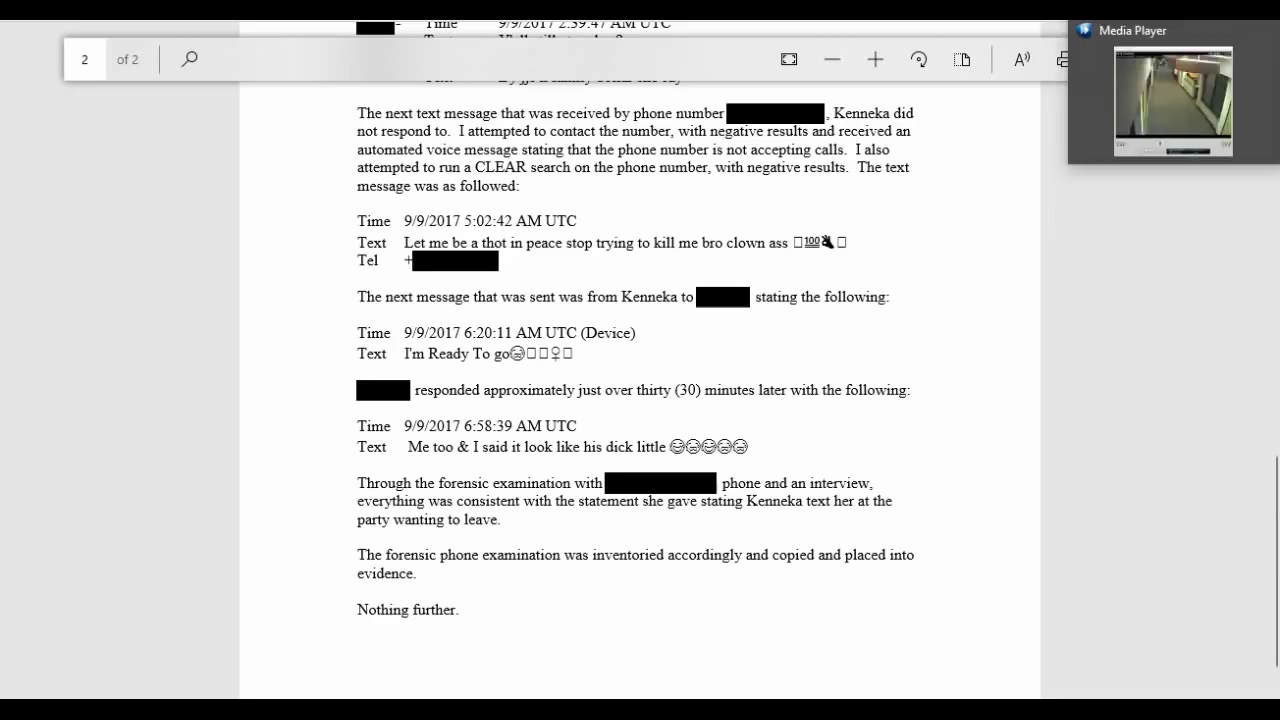 Time 9/9/2017 2:39:47 AM UTC
Media Player
2 of 2
The next text message that was received by phone number , Kenneka did
not respond to. I attempted to contact the number, with negative results and received an
automated voice message stating that the phone number is not accepting calls. I also
attempted to run a CLEAR search on the phone number, with negative results. The text
message was as followed:
Time 9/9/2017 5:02:42 AM UTC
Text Let me be a thot in peace stop trying to kill me bro clown ass 💯
Tel +
The next message that was sent was from Kenneka to stating the following:
Time 9/9/2017 6:20:11 AM UTC (Device)
Text I'm Ready To go
responded approximately just over thirty (30) minutes later with the following:
Time 9/9/2017 6:58:39 AM UTC
Text Me too & I said it look like his dick little
Through the forensic examination with phone and an interview,
everything was consistent with the statement she gave stating Kenneka text her at the
party wanting to leave.
The forensic phone examination was inventoried accordingly and copied and placed into
evidence.
Nothing further.